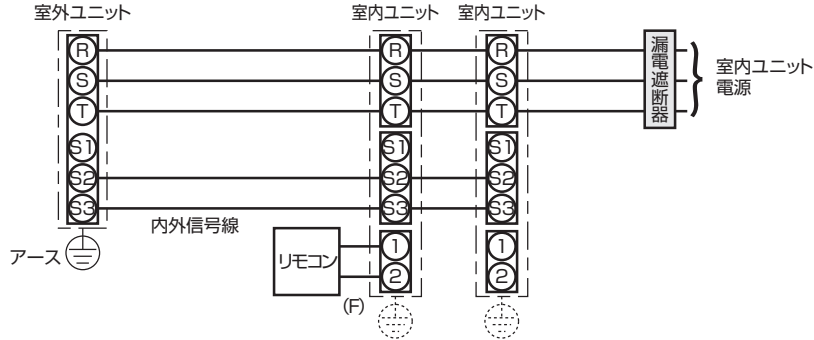 室外ユニット
室内ユニット
室内ユニット
R
S
T
S1
S2
S3
R
S
T
S1
S2
S3
1
2
R
S
T
S1
S2
S3
1
2
漏電遮断器
室内ユニット
電源
内外信号線
アース
リモコン
(F)